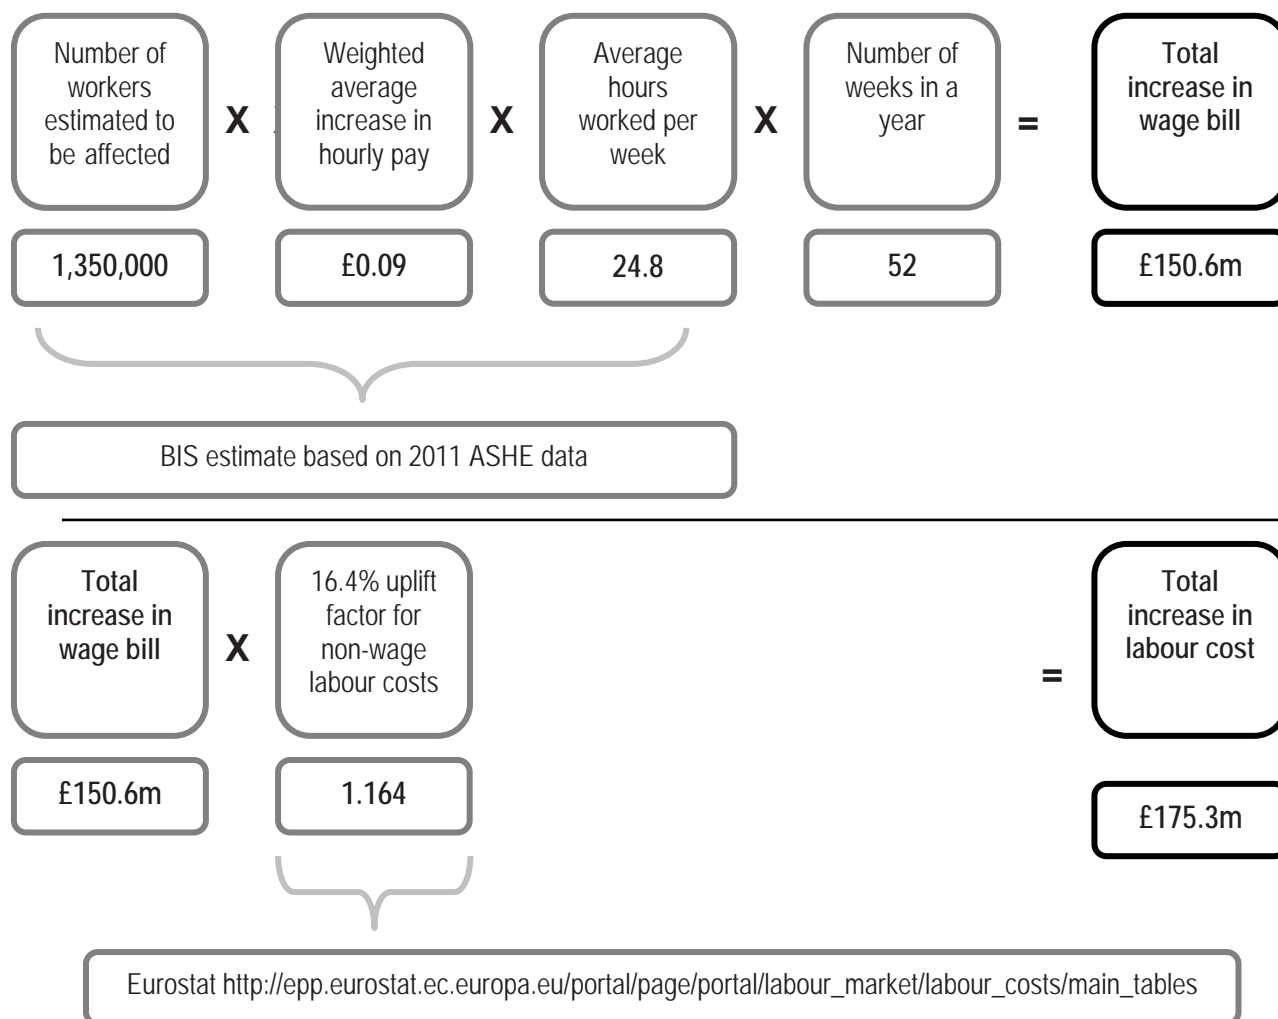 Number of
workers
estimated to
be affected
X
Weighted
average
increase in
hourly pay
X
Average
hours
worked per
week
X
Number of
weeks in a
year
=
Total
increase in
wage bill
1,350,000
£0.09
24.8
52
£150.6m
BIS estimate based on 2011 ASHE data
Total
increase in
wage bill
X
16.4% uplift
factor for
non-wage
labour costs
=
Total
increase in
labour cost
£150.6m
1.164
£175.3m
Eurostat http://epp.eurostat.ec.europa.eu/portal/page/portal/labour_market/labour_costs/main_tables